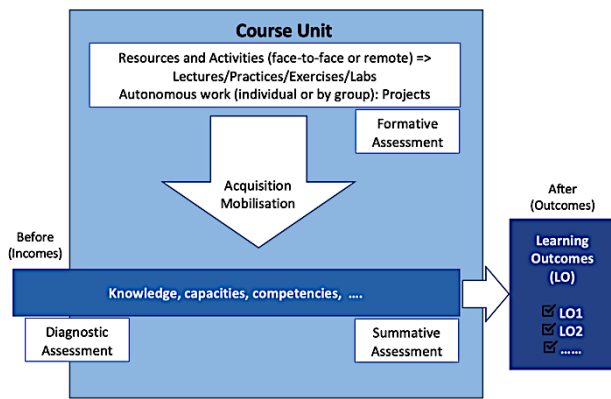 Course Unit
Resources and Activities (face-to-face or remote) =>
Lectures/Practices/Exercises/Labs
Autonomous work (individual or by group): Projects
Formative
Assessment
Acquisition
Mobilisation
Before
(Incomes)
After
(Outcomes)
Knowledge, capacities, competencies, ....
Learning
Outcomes
(LO)
LO1
LO2
......
Diagnostic
Assessment
Summative
Assessment